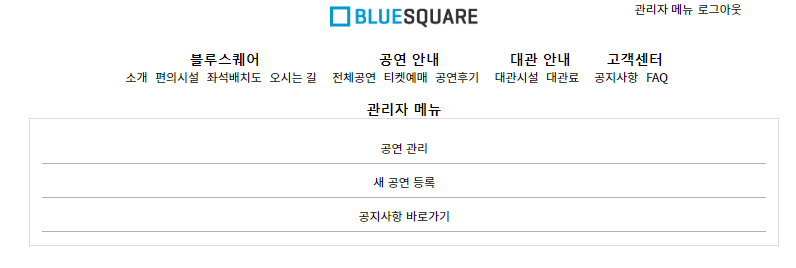 관리자 메뉴 로그아웃
BLUESQUARE
블루스퀘어 공연 안내 대관 안내 고객센터
소개 편의시설 좌석배치도 오시는 길 전체공연 티켓예매 공연후기 대관시설 대관료 공지사항 FAQ
관리자 메뉴
공연 관리
새 공연 등록
공지사항 바로가기